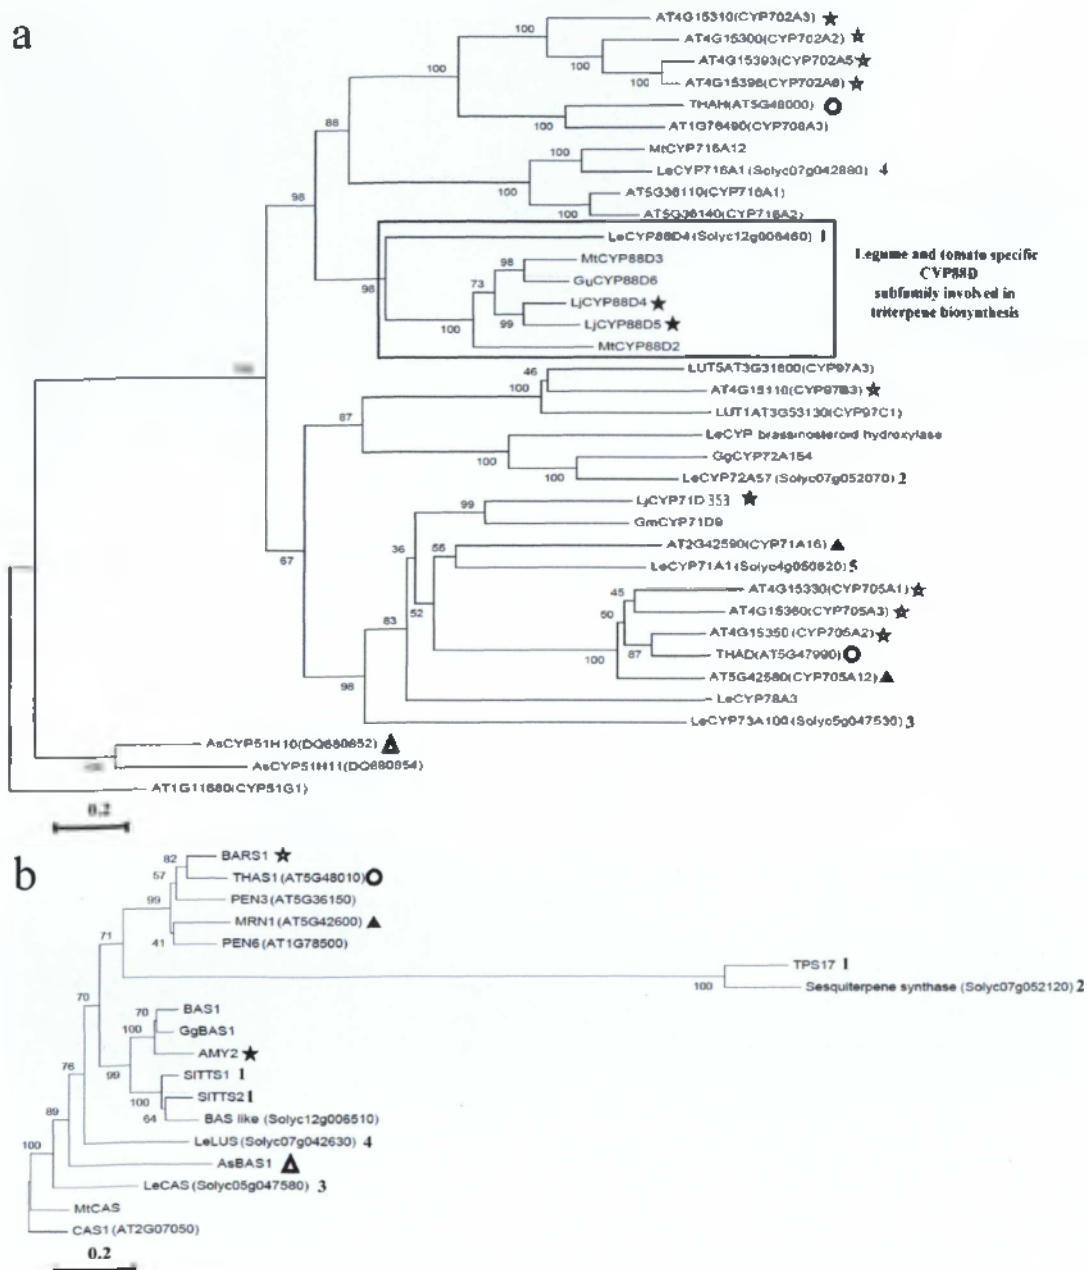 a
100
AT4G15310(CYP702A3)
AT4G15300(CYP702A2)
100
AT4G15393(CYP702A5
100
100
AT4G15398(CYP702A6)
THAH(AT5G48000)
88
100
AT1G78490(CYP708A3)
100
MtCYP716A12
LeCYP716A1 (Solyc07g042880) 4
98
100
AT5G36110(CYP716A1)
100
AT5G36140(CYP716A2)
LeCYP88D4(Solyc12g006460) 1
98
MtCYP88D3
GuCYP88D6
73
98
LjCYP88D4
99
LjCYP88D5
100
MtCYP88D2
Legume and tomato specific
CYP88D
subfamily involved in
triterpene biosynthesis
46
LUT5AT3G31600(CYP97A3)
100
AT4G15110(CYP97B3)
LUT1AT3G53130(CYP97C1)
87
LeCYP brassinosteroid hydroxylase
100
GgCYP72A154
100
LeCYP72A57(Solyc07g052070) 2
99
LjCYP71D353
GmCYP71D9
67
36
55
AT2G42590(CYP71A16)
LeCYP71A1(Solyc4g050620) 5
45
AT4G15330(CYP705A1)
52
50
AT4G15360(CYP705A3)
83
AT4G15350(CYP705A2)
87
THAD(AT5G47990)
100
AT5G42580(CYP705A12)
98
LeCYP78A3
LeCYP73A100(Solyc5g047530) 3
AsCYP51H10(DQ680852)
AsCYP51H11(DQ680854)
AT1G11680(CYP51G1)
0.2
b
82
BARS1
57
THAS1(AT5G48010)
99
PEN3(AT5G36150)
MRN1(AT5G42600)
71
41
PEN6(AT1G78500)
TPS17 1
100
Sesquiterpene synthase (Solyc07g052120) 2
70
70
BAS1
100
GgBAS1
AMY2
99
76
SlTTS1 1
100
SlTTS2 1
64
BAS like (Solyc12g006510)
89
LeLUS(Solyc07g042630) 4
AsBAS1
100
LeCAS(Solyc05g047580) 3
MtCAS
CAS1(AT2G07050)
0.2